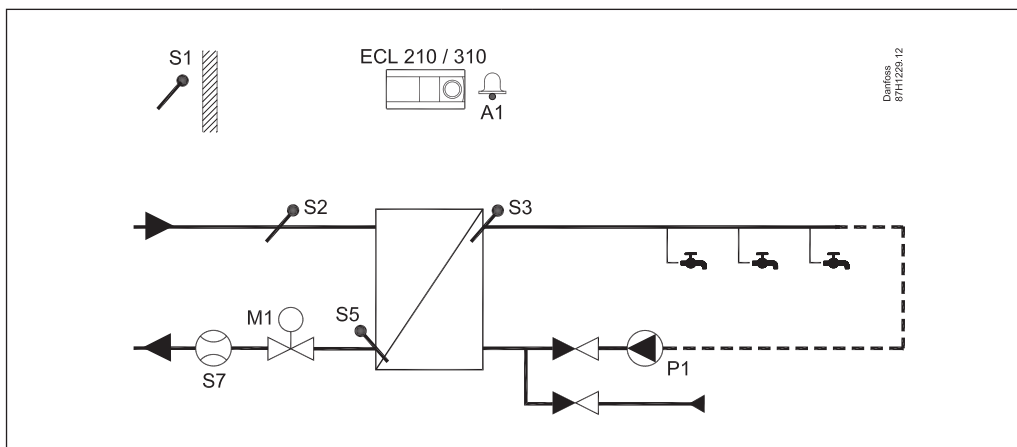 S1
ECL 210 / 310
A1
Danfoss
87H1229.12
S2
S3
M1
S5
S7
P1